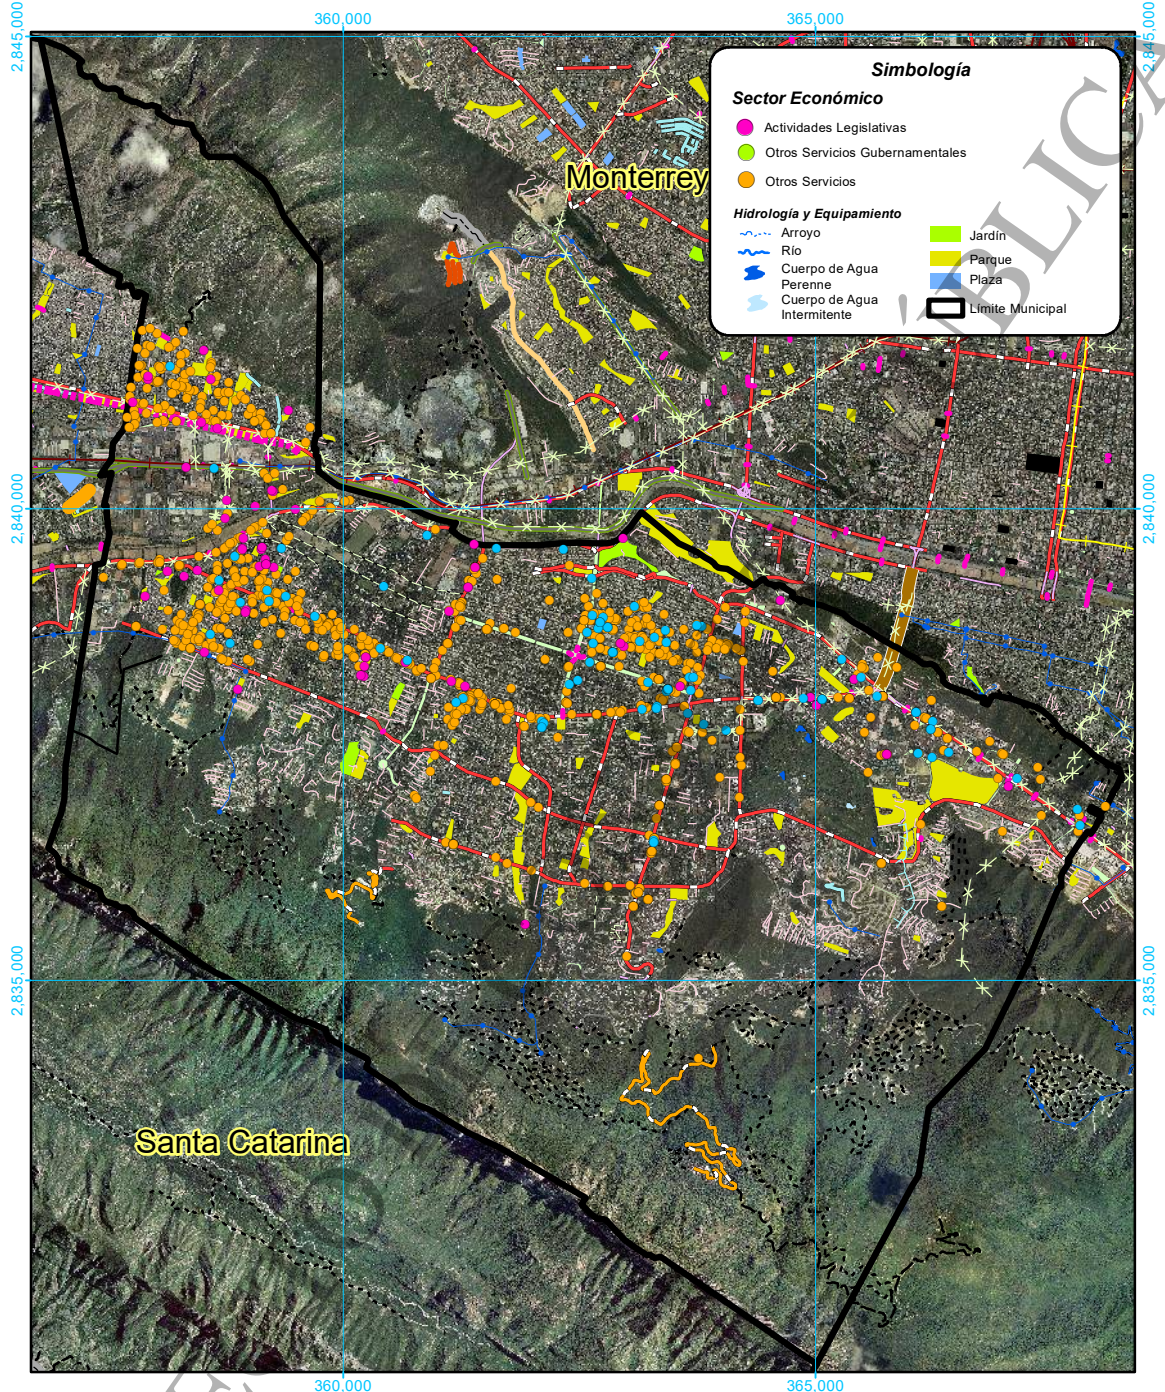 360,000
365,000
2,845,000
2,845,000
Simbología
Sector Económico
Actividades Legislativas
Otros Servicios Gubernamentales
Otros Servicios
Hidrología y Equipamiento
Arroyo
Río
Cuerpo de Agua
Perenne
Cuerpo de Agua
Intermitente
Jardín
Parque
Plaza
Límite Municipal
Monterrey
ÚBLICA
2,840,000
2,840,000
2,835,000
2,835,000
Santa Catarina
360,000
365,000